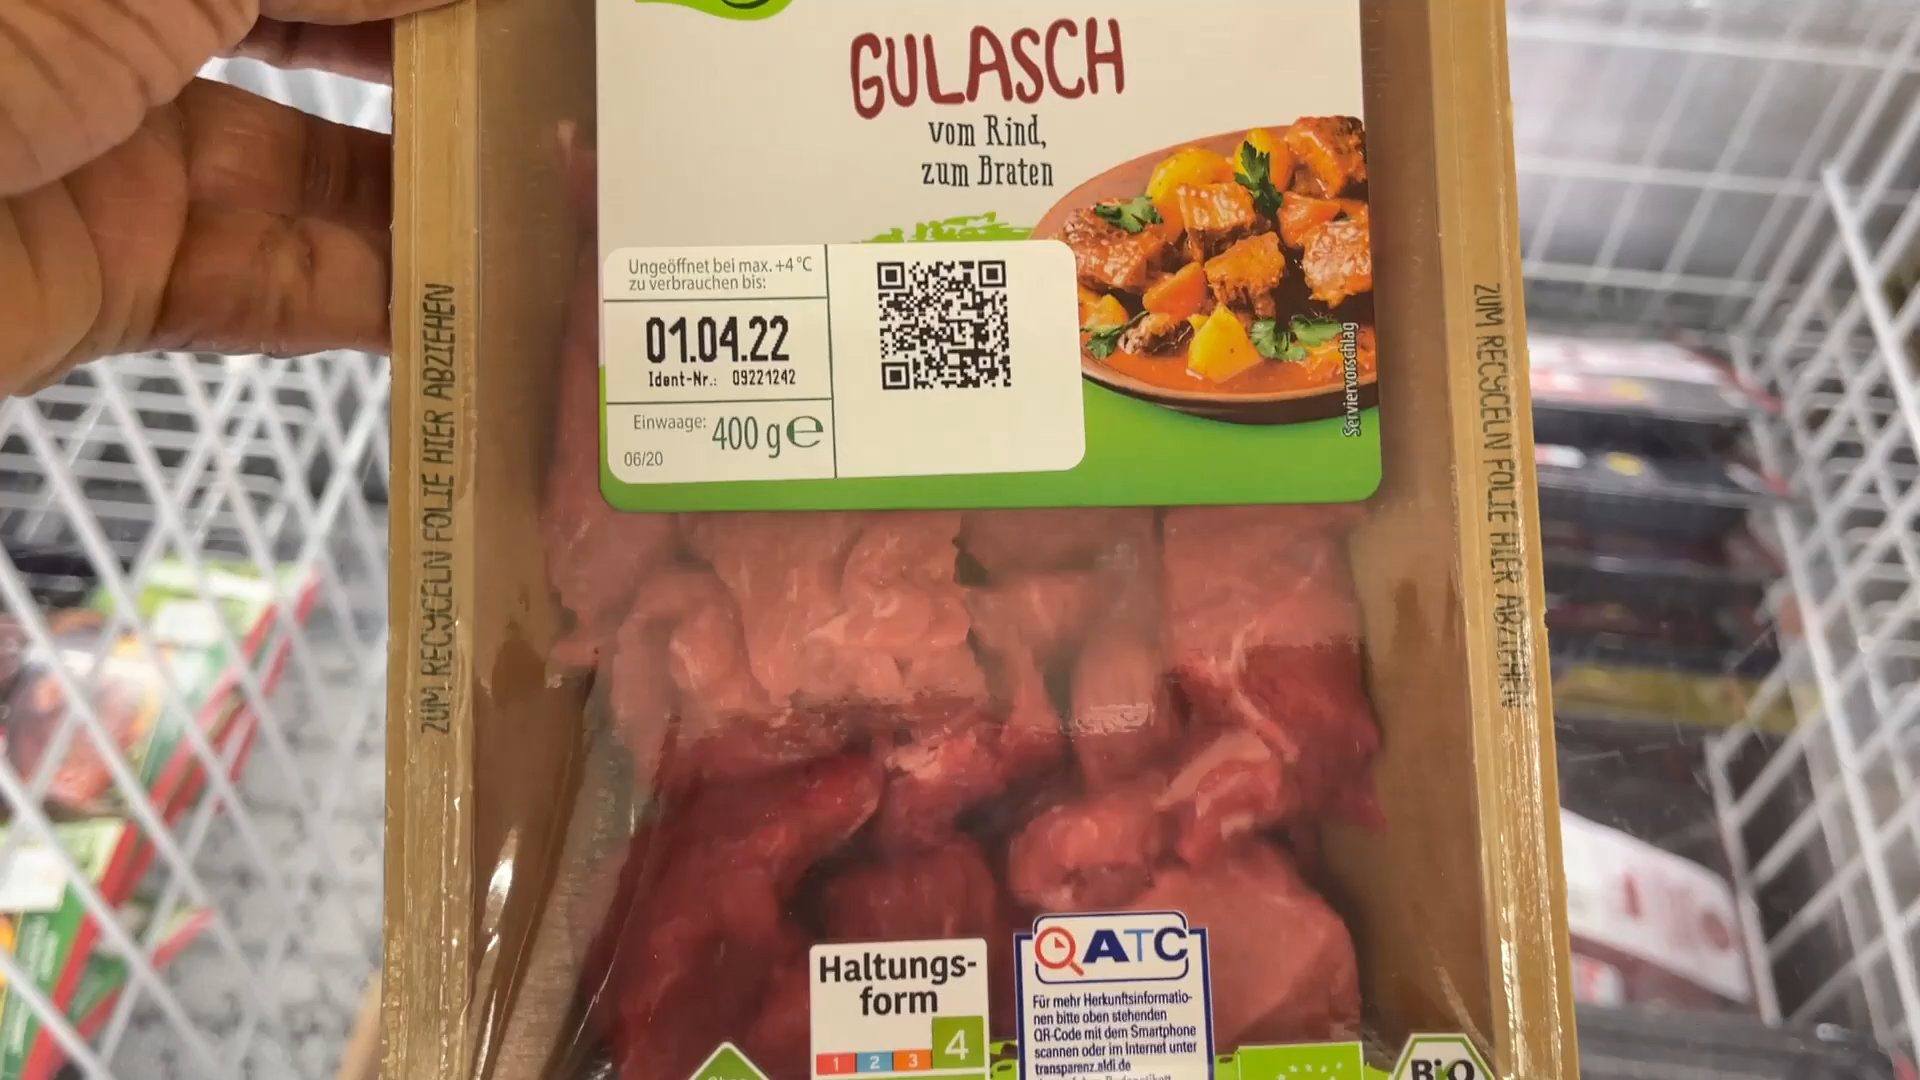 GULASCH
vom Rind,
zum Braten
Ungeöffnet bei max. +4 °C
zu verbrauchen bis:
01.04.22
Ident-Nr.: 09221242
Einwaage: 400 g e
06/20
Serviervorschlag
ZUM RECYCELN FOLIE HIER ABZIEHEN
ZUM RECYCELN FOLIE HIER ABZIEHEN
Haltungs-
form
1 2 3 4
ATC
Für mehr Herkunftsinformatio-
nen bitte oben stehenden
QR-Code mit dem Smartphone
scannen oder im Internet unter
transparenz.aldi.de
BiO